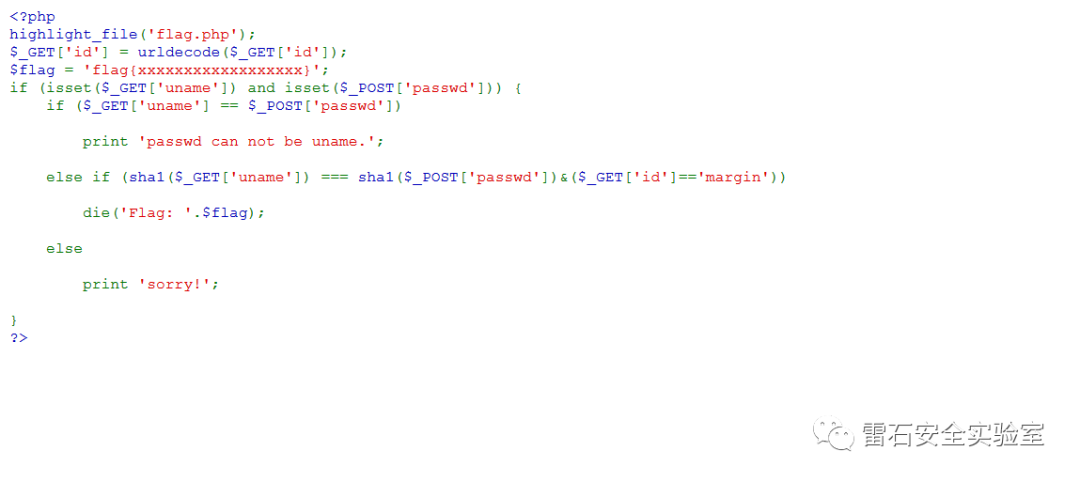 <?php
highlight_file('flag.php');
$_GET['id'] = urldecode($_GET['id']);
$flag = 'flag{xxxxxxxxxxxxxxxxxx}';
if (isset($_GET['uname']) and isset($_POST['passwd'])) {
    if ($_GET['uname'] == $_POST['passwd'])
        print 'passwd can not be uname.';
    else if (sha1($_GET['uname']) === sha1($_POST['passwd'])&($_GET['id']=='margin'))
        die('Flag: '.$flag);
    else
        print 'sorry!';
}
?>
雷石安全实验室